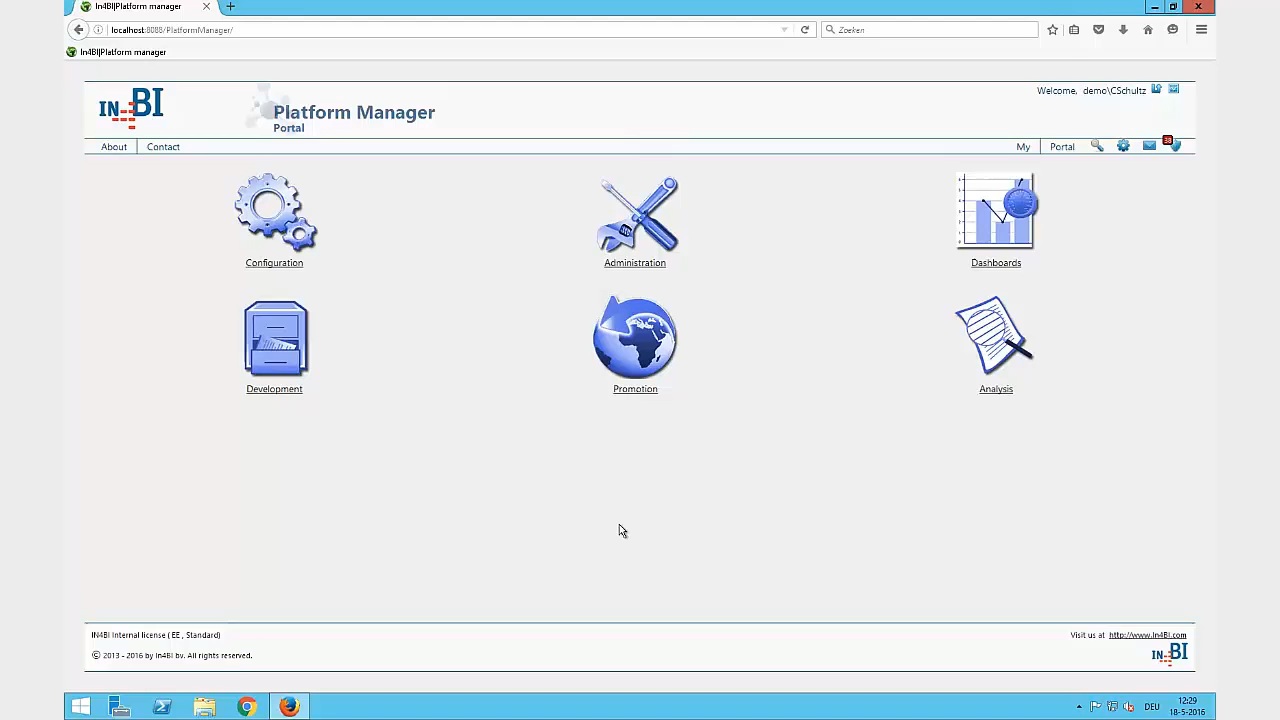 In4BI|Platform manager
localhost:8088/PlatformManager/
Zoeken
In4BI|Platform manager
IN BI
Platform Manager
Portal
Welcome, demo\CSchultz
About
Contact
My
Portal
38
Configuration
Administration
Dashboards
Development
Promotion
Analysis
IN4BI Internal license ( EE , Standard)
Visit us at http://www.In4BI.com
© 2013 - 2016 by In4BI bv. All rights reserved.
IN BI
DEU
12:29
18-5-2016